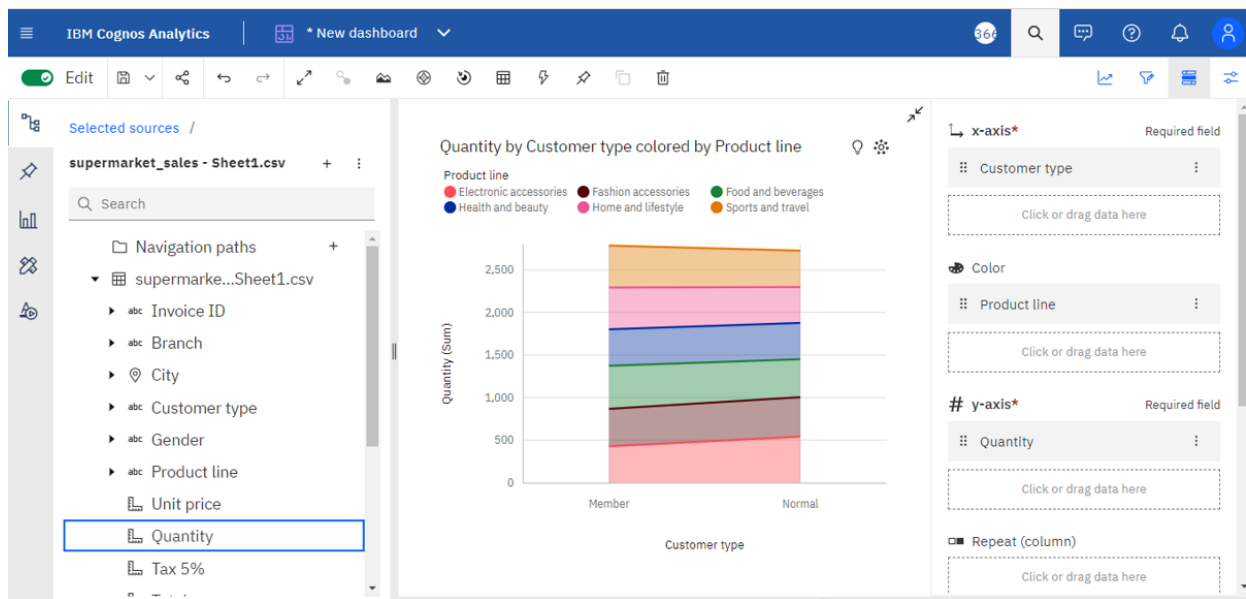 IBM Cognos Analytics
* New dashboard
366
Edit
Selected sources /
supermarket_sales - Sheet1.csv
Search
Navigation paths
supermarke...Sheet1.csv
abc Invoice ID
abc Branch
City
abc Customer type
abc Gender
abc Product line
Unit price
Quantity
Tax 5%
Quantity by Customer type colored by Product line
Product line
Electronic accessories Fashion accessories Food and beverages
Health and beauty Home and lifestyle Sports and travel
Quantity (Sum)
2,500
2,000
1,500
1,000
500
0
Member Normal
Customer type
x-axis* Required field
Customer type
Click or drag data here
Color
Product line
Click or drag data here
# y-axis* Required field
Quantity
Click or drag data here
Repeat (column)
Click or drag data here